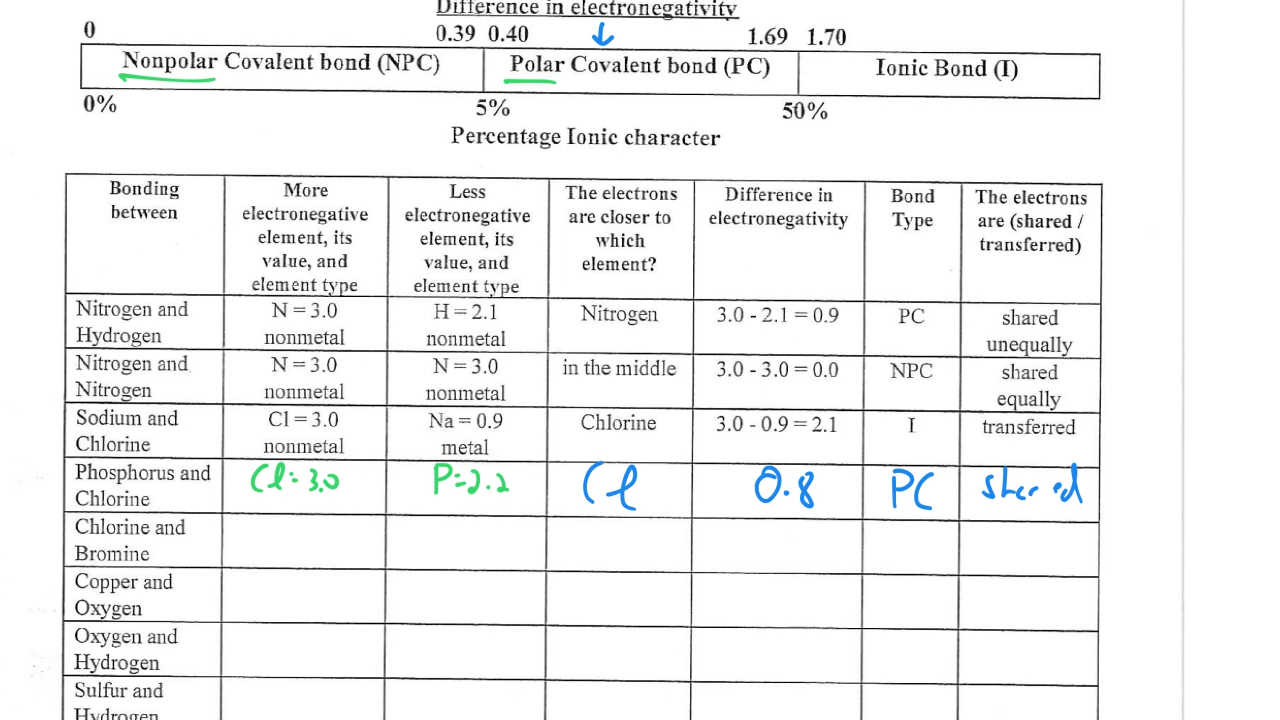 Difference in electronegativity
0 0.39 0.40 ↓ 1.69 1.70
Nonpolar Covalent bond (NPC) Polar Covalent bond (PC) Ionic Bond (I)
0% 5% 50%
Percentage Ionic character
Bonding between
More electronegative element, its value, and element type
Less electronegative element, its value, and element type
The electrons are closer to which element?
Difference in electronegativity
Bond Type
The electrons are (shared / transferred)
Nitrogen and Hydrogen
N = 3.0 nonmetal
H = 2.1 nonmetal
Nitrogen
3.0 - 2.1 = 0.9
PC
shared unequally
Nitrogen and Nitrogen
N = 3.0 nonmetal
N = 3.0 nonmetal
in the middle
3.0 - 3.0 = 0.0
NPC
shared equally
Sodium and Chlorine
Cl = 3.0 nonmetal
Na = 0.9 metal
Chlorine
3.0 - 0.9 = 2.1
I
transferred
Phosphorus and Chlorine
Cl = 3.0
P = 2.2
Cl
0.8
PC
shared
Chlorine and Bromine
Copper and Oxygen
Oxygen and Hydrogen
Sulfur and Hydrogen